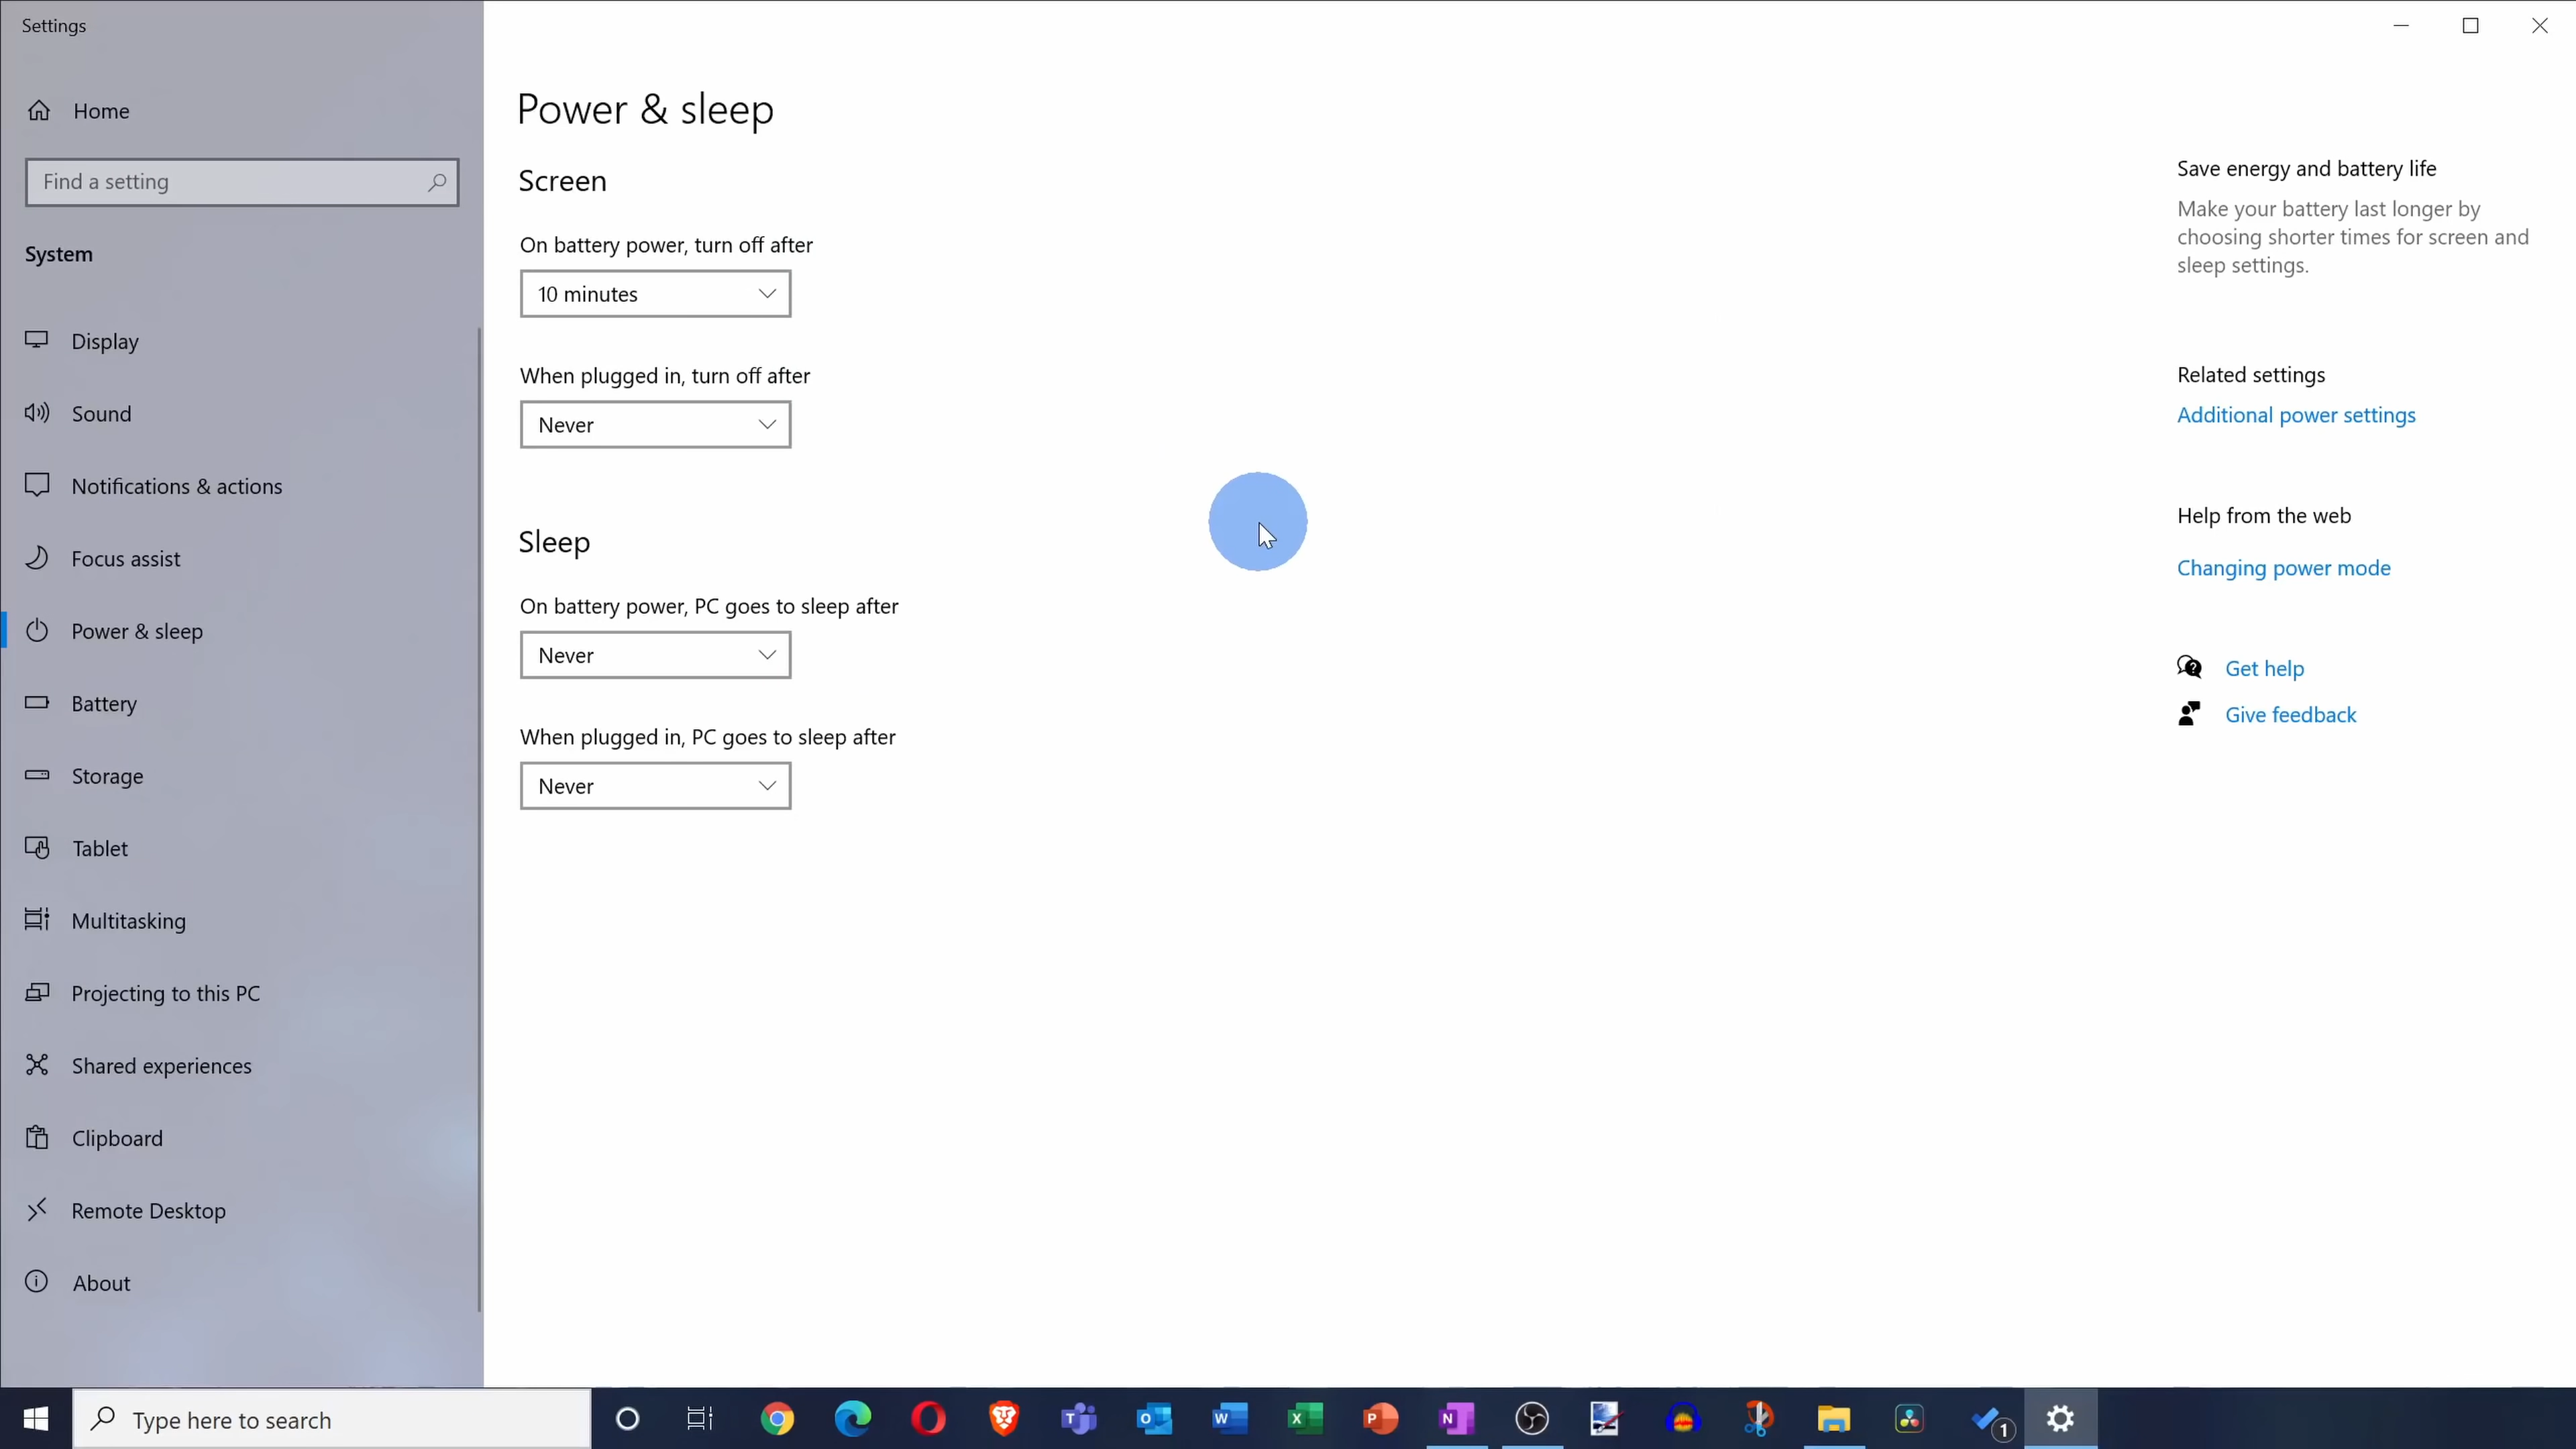 Settings
Home
Find a setting
System
Display
Sound
Notifications & actions
Focus assist
Power & sleep
Battery
Storage
Tablet
Multitasking
Projecting to this PC
Shared experiences
Clipboard
Remote Desktop
About
Power & sleep
Screen
On battery power, turn off after
10 minutes
When plugged in, turn off after
Never
Sleep
On battery power, PC goes to sleep after
Never
When plugged in, PC goes to sleep after
Never
Save energy and battery life
Make your battery last longer by
choosing shorter times for screen and
sleep settings.
Related settings
Additional power settings
Help from the web
Changing power mode
Get help
Give feedback
Type here to search
T
O
W
X
P
N
1